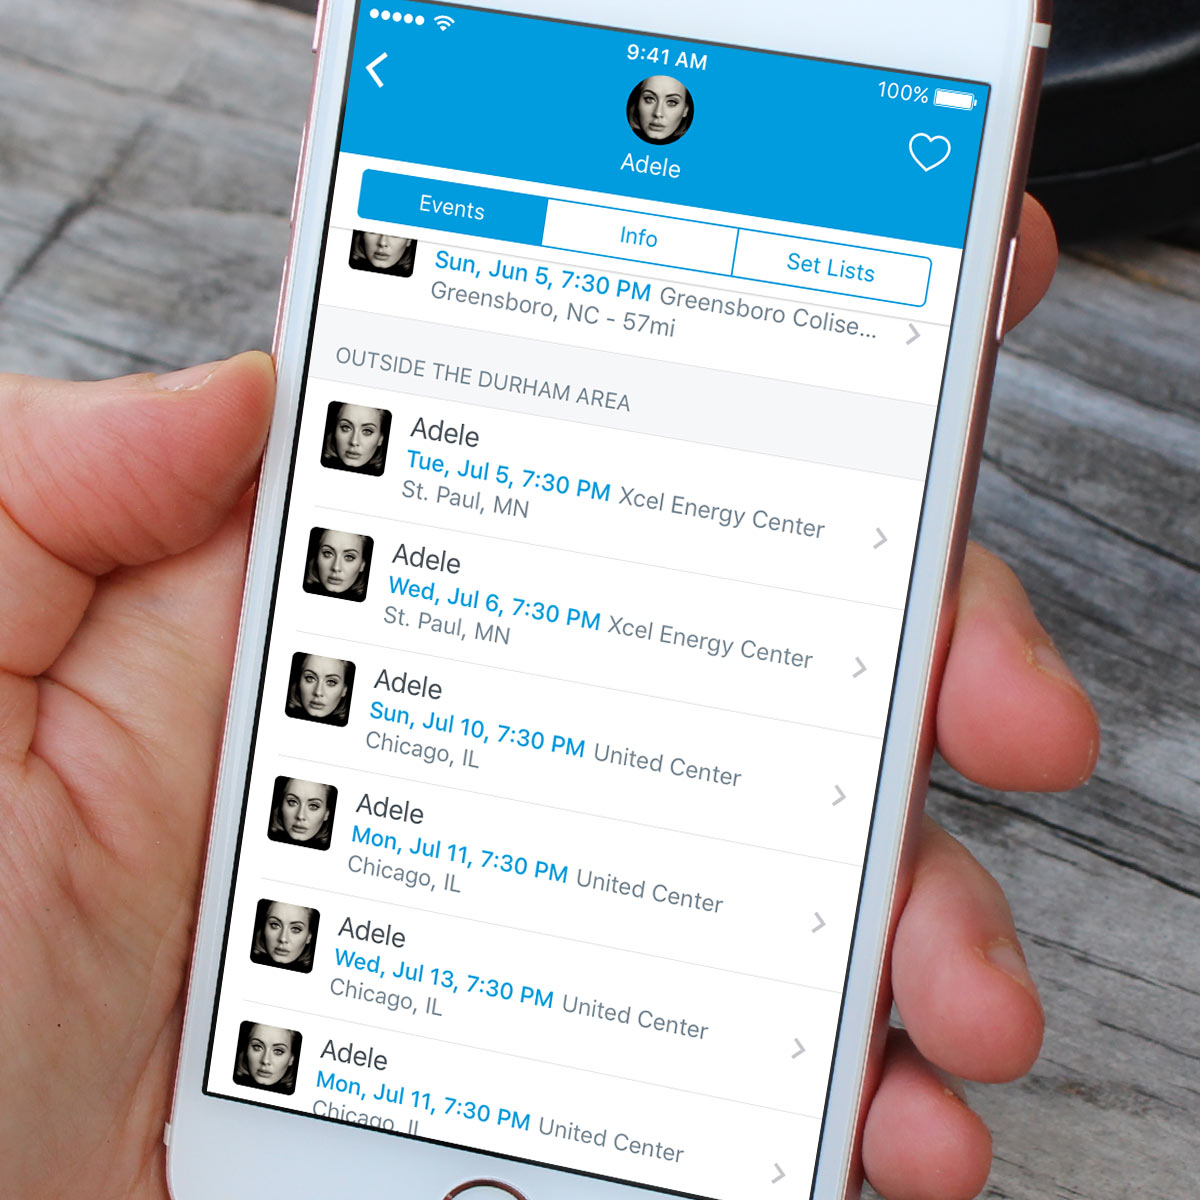 9:41 AM
100%
Adele
Events
Info
Set Lists
Sun, Jun 5, 7:30 PM Greensboro Colise...
Greensboro, NC - 57mi
OUTSIDE THE DURHAM AREA
Adele
Tue, Jul 5, 7:30 PM Xcel Energy Center
St. Paul, MN
Adele
Wed, Jul 6, 7:30 PM Xcel Energy Center
St. Paul, MN
Adele
Sun, Jul 10, 7:30 PM United Center
Chicago, IL
Adele
Mon, Jul 11, 7:30 PM United Center
Chicago, IL
Adele
Wed, Jul 13, 7:30 PM United Center
Chicago, IL
Adele
Mon, Jul 11, 7:30 PM United Center
Chicago, IL